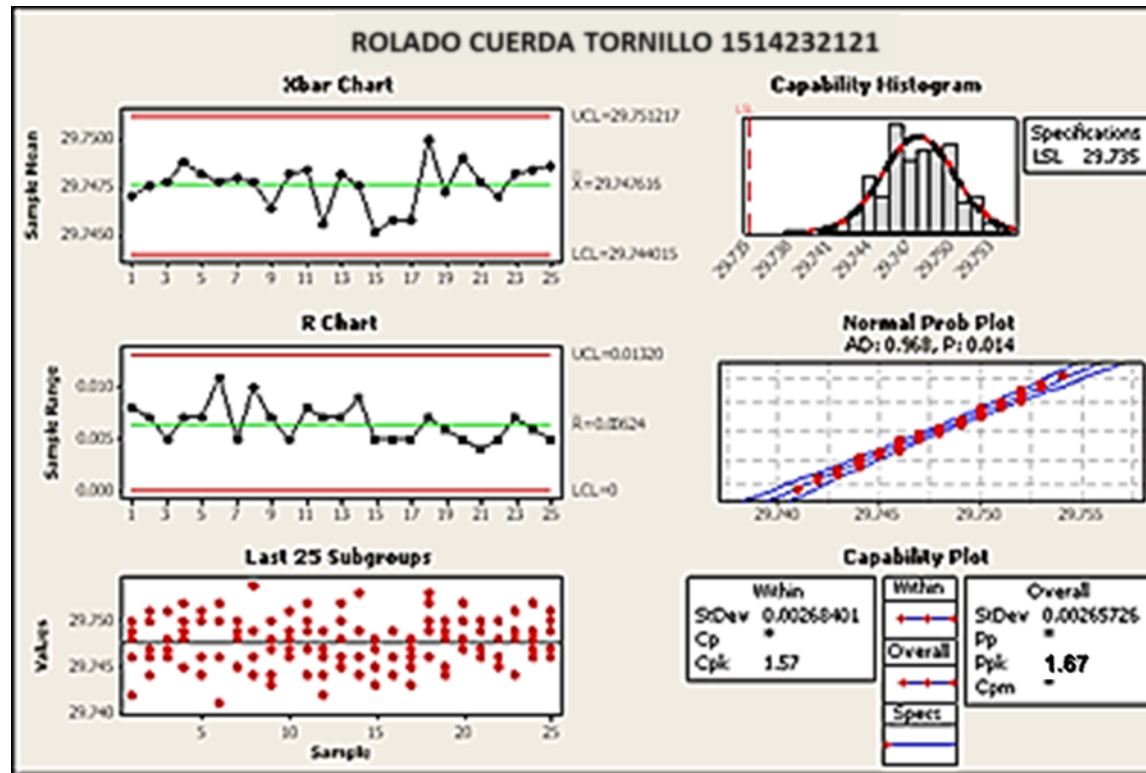 ROLADO CUERDA TORNILLO 1514232121
Xbar Chart
Sample Mean
29.7500
29.7475
29.7450
UCL=29.751217
X=29.747616
LCL=29.744015
1 3 5 7 9 11 13 15 17 19 21 23 25
R Chart
Sample Range
0.010
0.005
0.000
UCL=0.01320
R=0.00624
LCL=0
1 3 5 7 9 11 13 15 17 19 21 23 25
Last 25 Subgroups
Values
29.750
29.745
29.740
5 10 15 20 25
Sample
Capability Histogram
LSL
29.735 29.738 29.741 29.744 29.747 29.750 29.753
Specifications
LSL 29.735
Normal Prob Plot
AD: 0.968, P: 0.014
29.740 29.745 29.750 29.755
Capability Plot
Within
StDev 0.00268401
Cp *
Cpk 1.57
Within
Overall
Specs
Overall
StDev 0.00265726
Pp *
Ppk 1.67
Cpm *